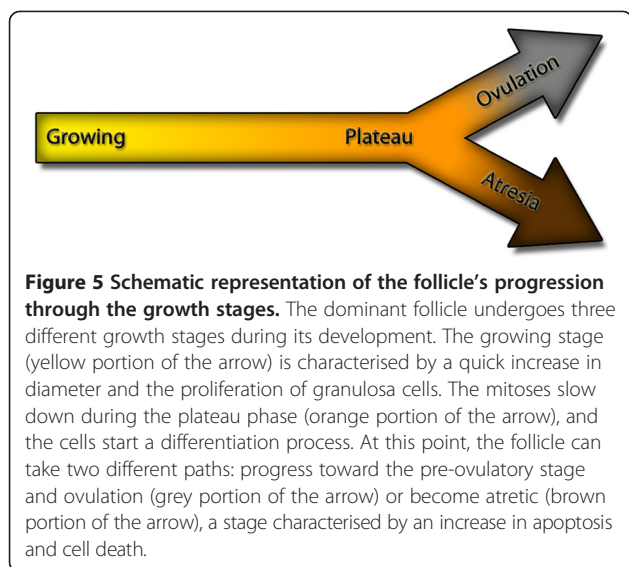 Growing
Plateau
Ovulation
Atresia
Figure 5 Schematic representation of the follicle's progression
through the growth stages. The dominant follicle undergoes three
different growth stages during its development. The growing stage
(yellow portion of the arrow) is characterised by a quick increase in
diameter and the proliferation of granulosa cells. The mitoses slow
down during the plateau phase (orange portion of the arrow), and
the cells start a differentiation process. At this point, the follicle can
take two different paths: progress toward the pre-ovulatory stage
and ovulation (grey portion of the arrow) or become atretic (brown
portion of the arrow), a stage characterised by an increase in apoptosis
and cell death.